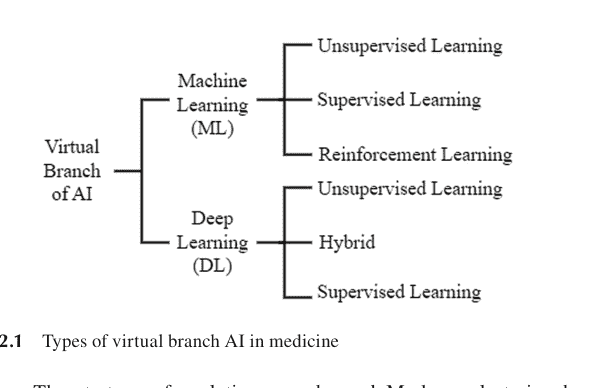 Virtual
Branch
of AI
Machine
Learning
(ML)
Unsupervised Learning
Supervised Learning
Reinforcement Learning
Deep
Learning
(DL)
Unsupervised Learning
Hybrid
Supervised Learning
2.1 Types of virtual branch AI in medicine